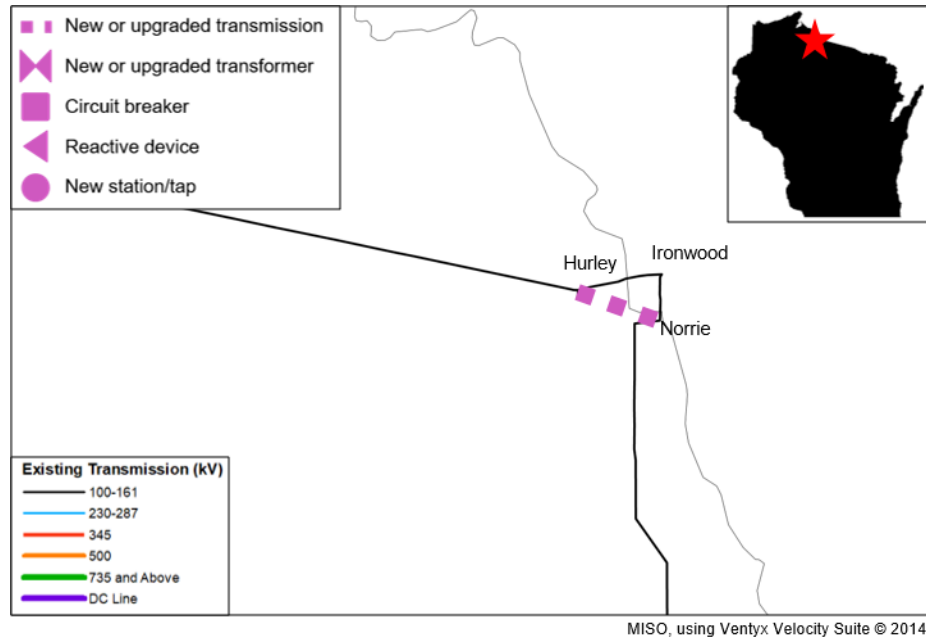 New or upgraded transmission
New or upgraded transformer
Circuit breaker
Reactive device
New station/tap
Hurley
Ironwood
Norrie
Existing Transmission (kV)
100-161
230-287
345
500
735 and Above
DC Line
MISO, using Ventyx Velocity Suite © 2014